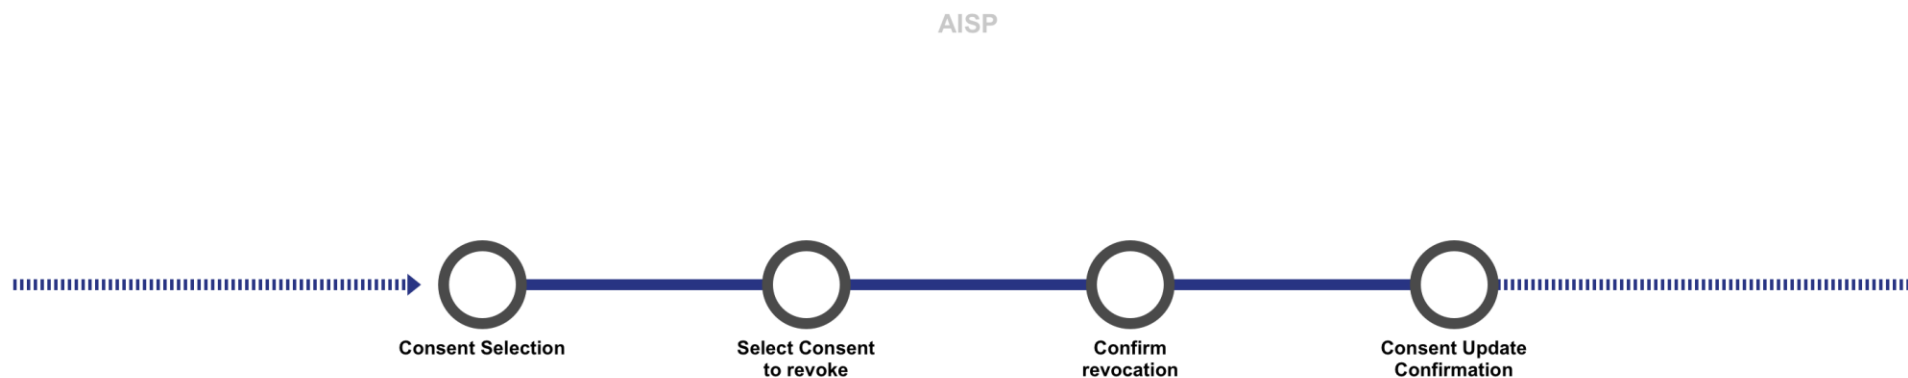 AISP
Consent Selection
Select Consent
to revoke
Confirm
revocation
Consent Update
Confirmation